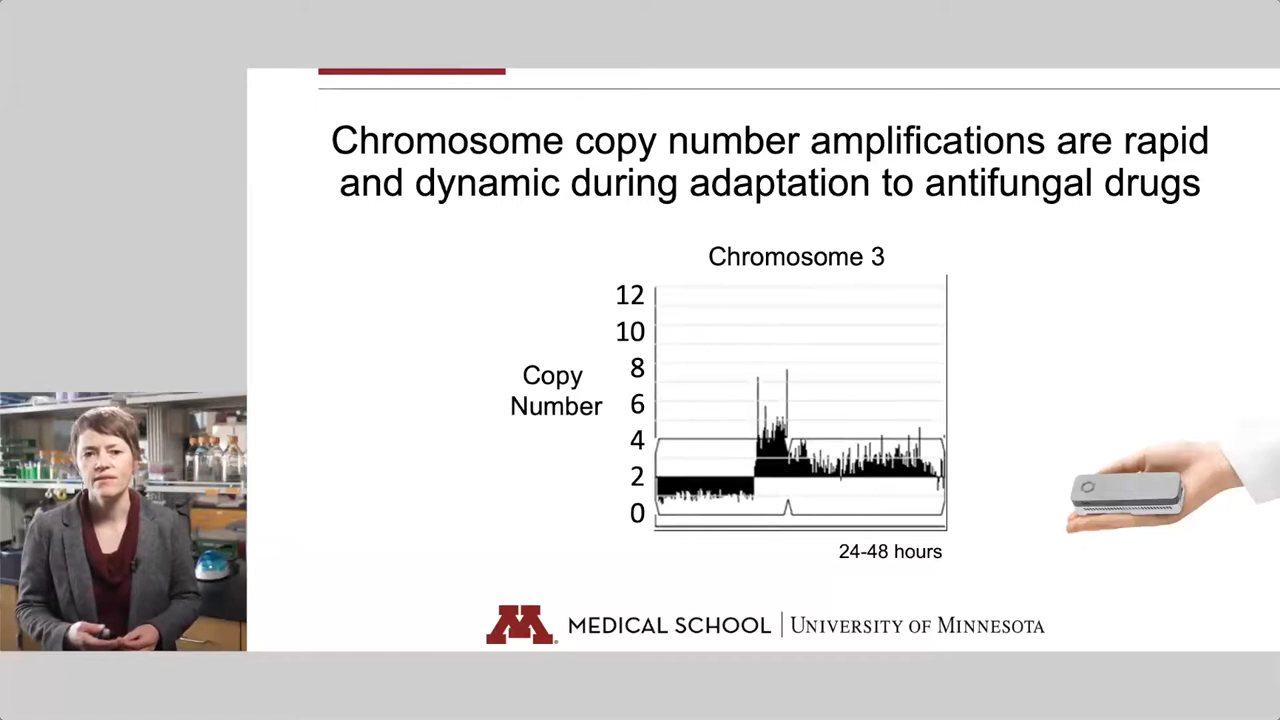 Chromosome copy number amplifications are rapid
and dynamic during adaptation to antifungal drugs
Chromosome 3
12
10
8
6
4
2
0
Copy
Number
24-48 hours
M
MEDICAL SCHOOL | UNIVERSITY OF MINNESOTA